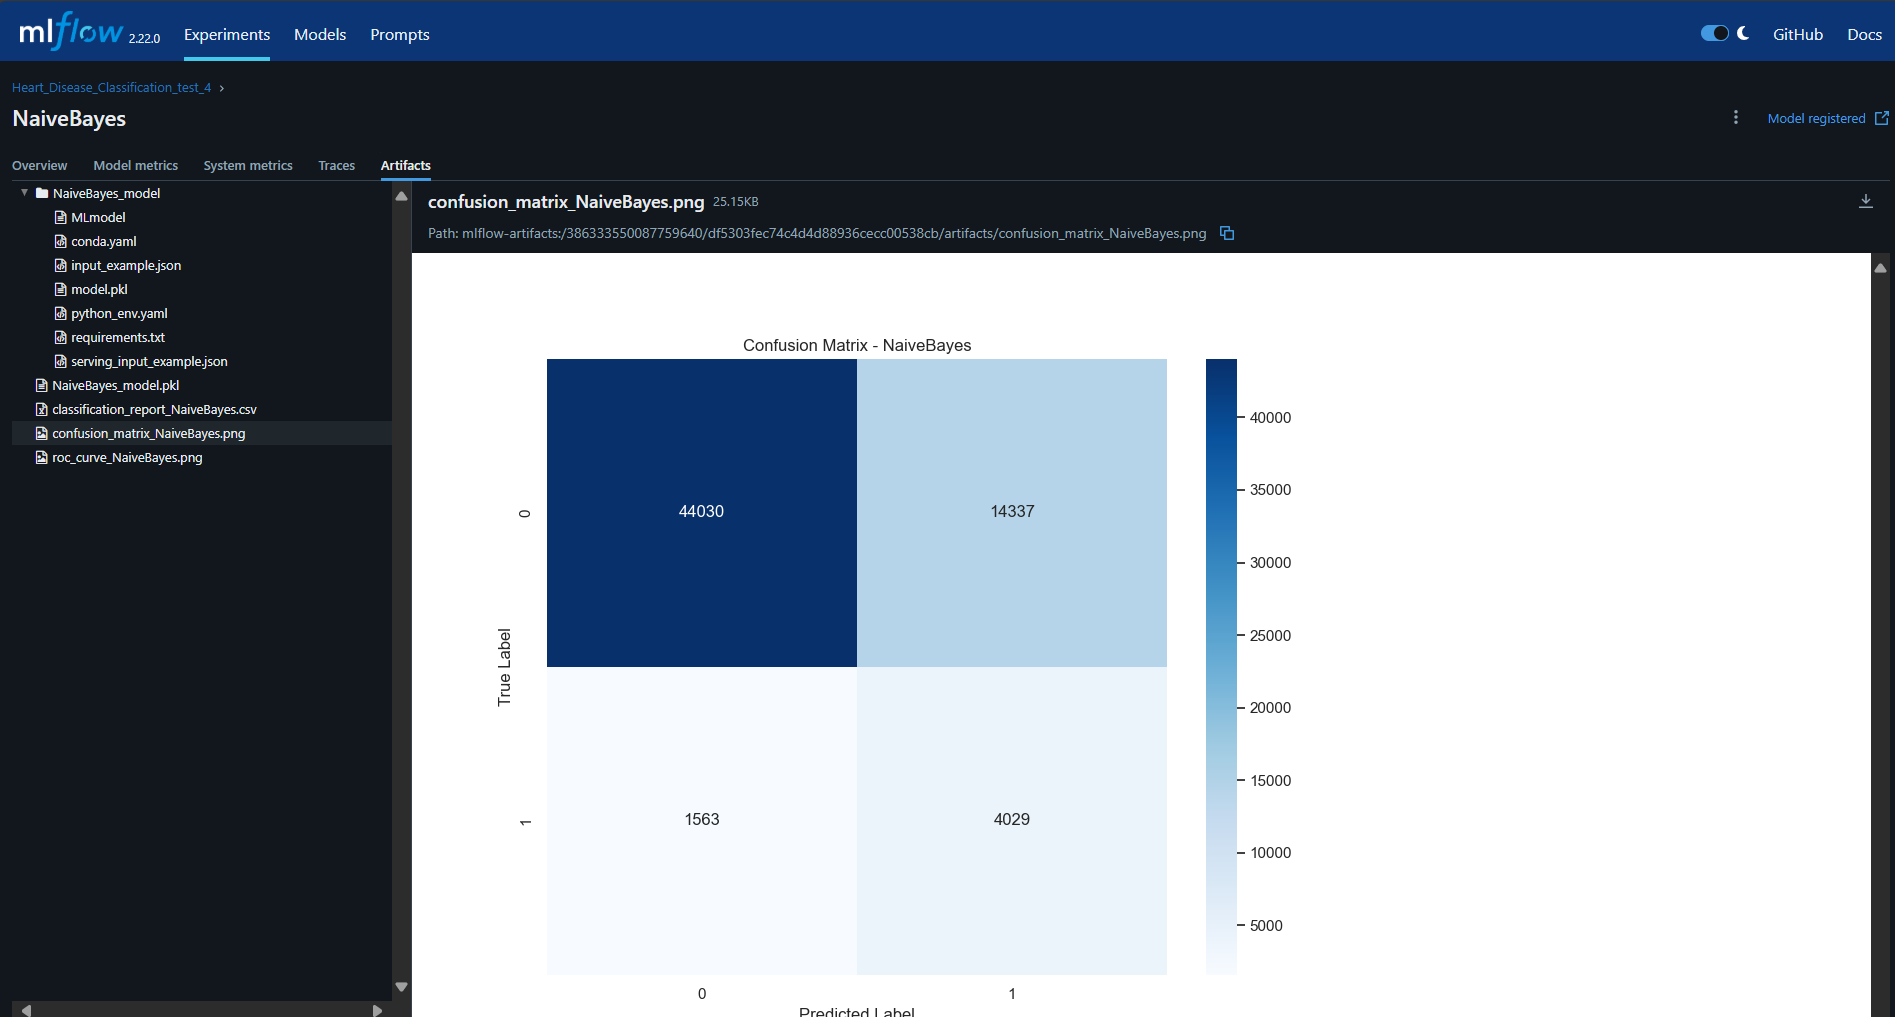 mlflow 2.22.0 Experiments Models Prompts GitHub Docs
Heart_Disease_Classification_test_4 ›
NaiveBayes
Model registered
Overview Model metrics System metrics Traces Artifacts
NaiveBayes_model
MLmodel
conda.yaml
input_example.json
model.pkl
python_env.yaml
requirements.txt
serving_input_example.json
NaiveBayes_model.pkl
classification_report_NaiveBayes.csv
confusion_matrix_NaiveBayes.png
roc_curve_NaiveBayes.png
confusion_matrix_NaiveBayes.png 25.15KB
Path: mlflow-artifacts:/386333550087759640/df5303fec74c4d4d88936cecc00538cb/artifacts/confusion_matrix_NaiveBayes.png
Confusion Matrix - NaiveBayes
True Label
0
44030 14337
1
1563 4029
0 1
Predicted Label
40000
35000
30000
25000
20000
15000
10000
5000